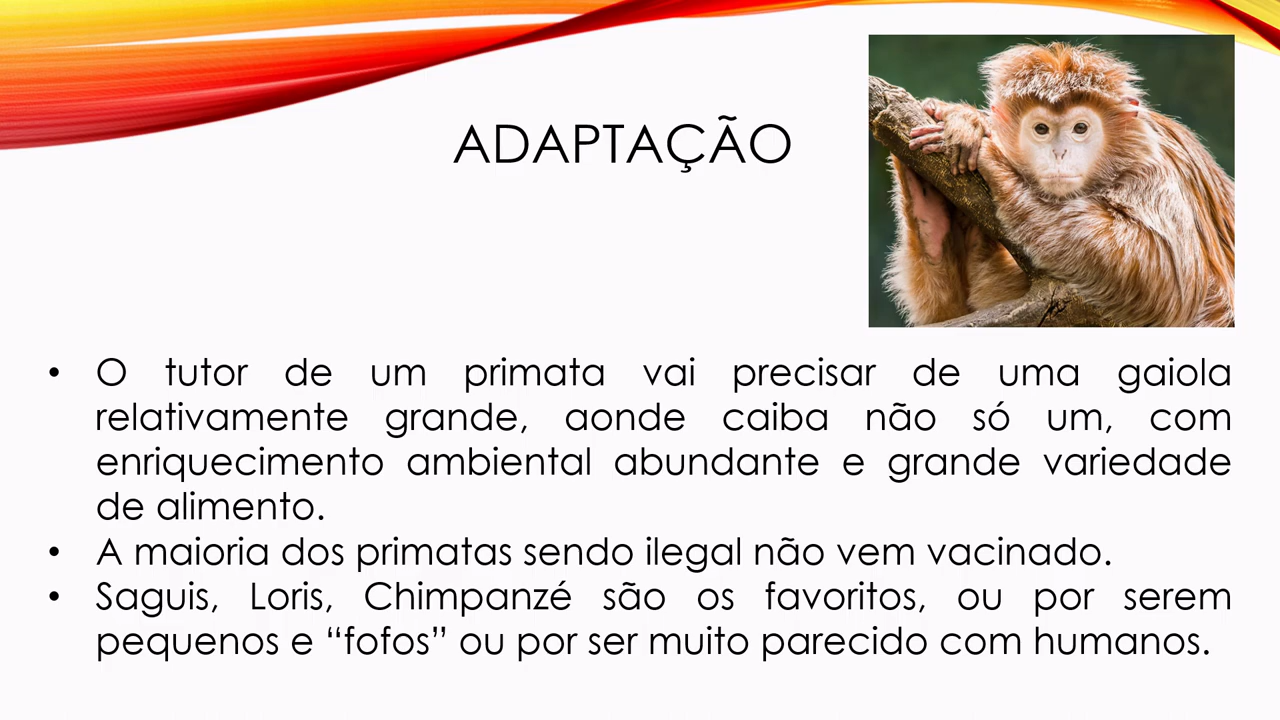 ADAPTAÇÃO
• O tutor de um primata vai precisar de uma gaiola
relativamente grande, aonde caiba não só um, com
enriquecimento ambiental abundante e grande variedade
de alimento.
• A maioria dos primatas sendo ilegal não vem vacinado.
• Saguis, Loris, Chimpanzé são os favoritos, ou por serem
pequenos e “fofos” ou por ser muito parecido com humanos.